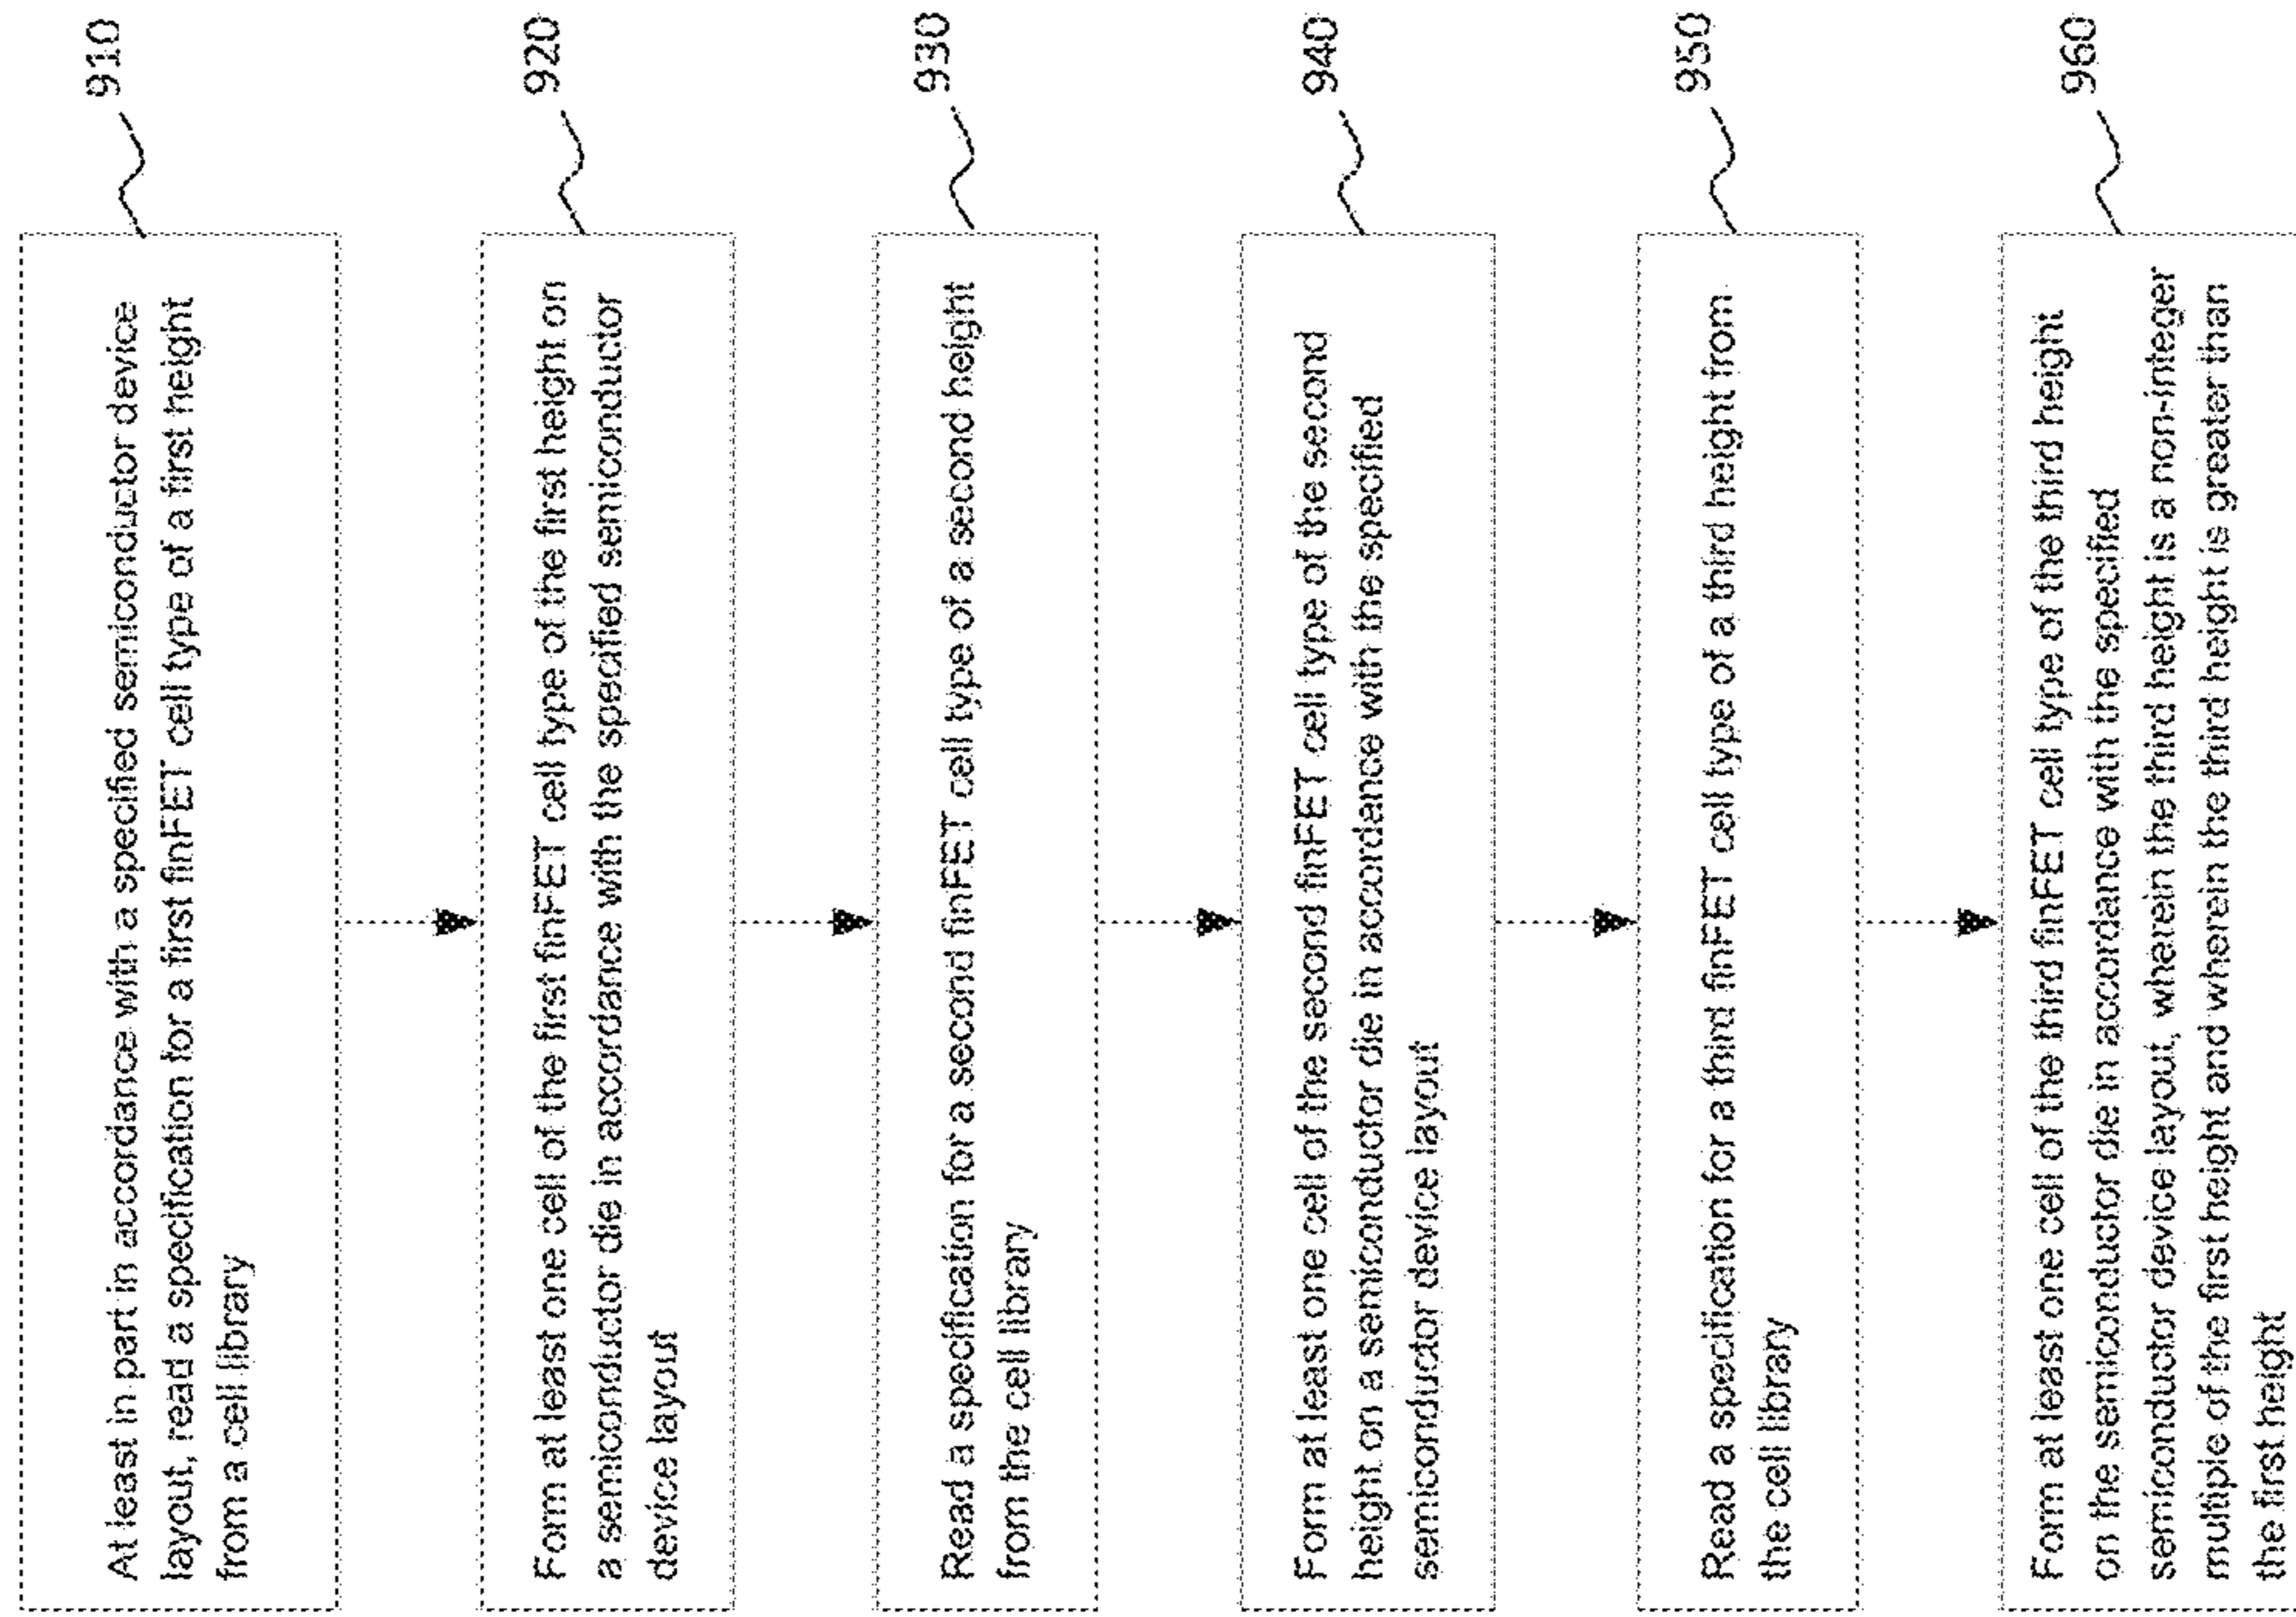 910
At least in part in accordance with a specified semiconductor device
layout, read a specification for a first finFET cell type of a first height
from a cell library
920
Form at least one cell of the first finFET cell type of the first height on
a semiconductor die in accordance with the specified semiconductor
device layout
930
Read a specification for a second finFET cell type of a second height
from the cell library
940
Form at least one cell of the second finFET cell type of the second
height on a semiconductor die in accordance with the specified
semiconductor device layout
950
Read a specification for a third finFET cell type of a third height from
the cell library
960
Form at least one cell of the third finFET cell type of the third height
on the semiconductor die in accordance with the specified
semiconductor device layout, wherein the third height is a non-integer
multiple of the first height and wherein the third height is greater than
the first height